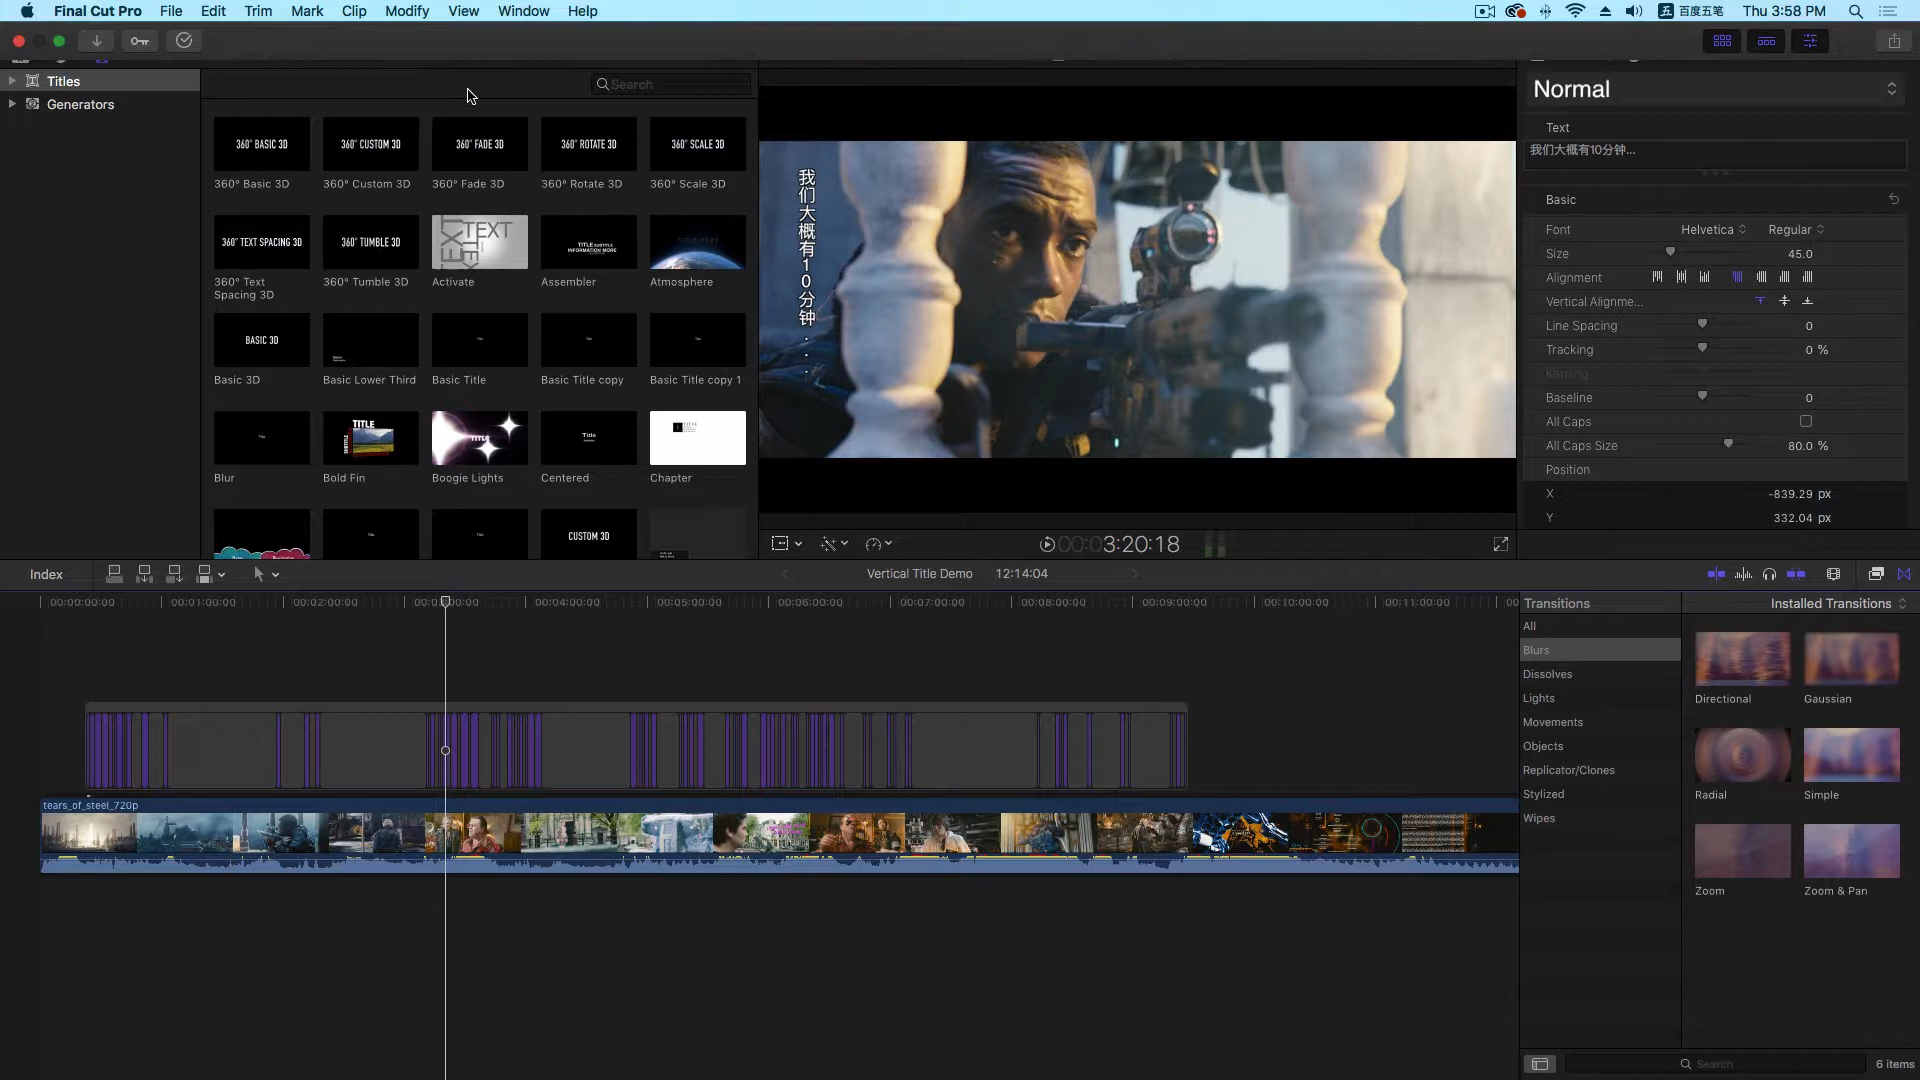 Final Cut Pro File Edit Trim Mark Clip Modify View Window Help
五 百度五笔 Thu 3:58 PM
Titles
Generators
Search
360° BASIC 3D 360° CUSTOM 3D 360° FADE 3D 360° ROTATE 3D 360° SCALE 3D
360° Basic 3D 360° Custom 3D 360° Fade 3D 360° Rotate 3D 360° Scale 3D
360° TEXT SPACING 3D 360° TUMBLE 3D TEXT TITLE SUBTITLE
INFORMATION MORE
360° Text Spacing 3D 360° Tumble 3D Activate Assembler Atmosphere
BASIC 3D Title Title Title
Basic 3D Basic Lower Third Basic Title Basic Title copy Basic Title copy 1
Title TITLE SUBTITLE TITLE Title
Blur Bold Fin Boogie Lights Centered Chapter
Title Title CUSTOM 3D
我们大概有10分钟...
00:00:03:20:18
Normal
Text
我们大概有10分钟...
Basic
Font Helvetica Regular
Size 45.0
Alignment
Vertical Alignme...
Line Spacing 0
Tracking 0 %
Kerning
Baseline 0
All Caps
All Caps Size 80.0 %
Position
X -839.29 px
Y 332.04 px
Index
Vertical Title Demo 12:14:04
00:00:00:00 00:01:00:00 00:02:00:00 00:03:00:00 00:04:00:00 00:05:00:00 00:06:00:00 00:07:00:00 00:08:00:00 00:09:00:00 00:10:00:00 00:11:00:00 00
tears_of_steel_720p
Transitions Installed Transitions
All
Blurs
Dissolves
Lights
Movements
Objects
Replicator/Clones
Stylized
Wipes
Directional Gaussian
Radial Simple
Zoom Zoom & Pan
Search 6 items